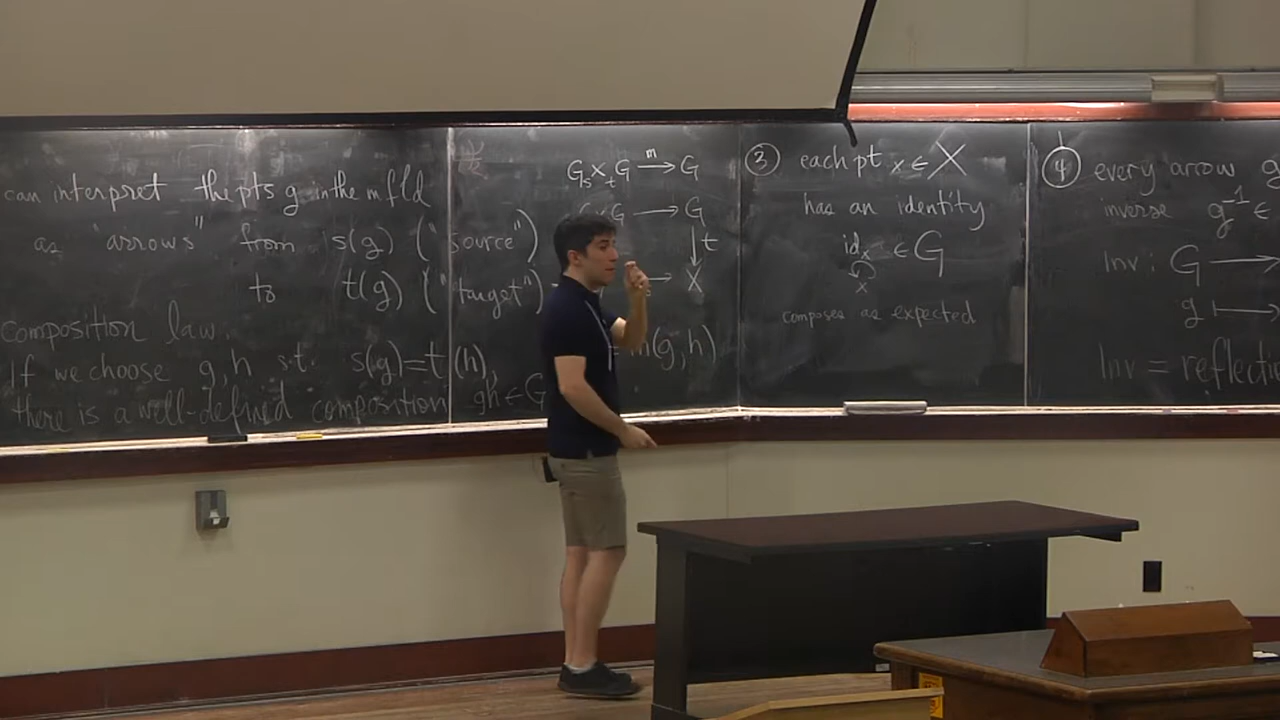 can interpret the pts g in the mfld
as "arrows" from s(g) ("source")
to t(g) ("target")
Composition law:
If we choose g, h s.t. s(g)=t(h),
there is a well-defined composition gh ∈ G
G ₛ×ₜ G —m→ G
G → G
↓ t
→ X
m(g,h)
③ each pt x ∈ X
has an identity
idₓ ∈ G
x
composes as expected
④ every arrow g
inverse g⁻¹ ∈
Inv : G →
g ↦
Inv = reflecti